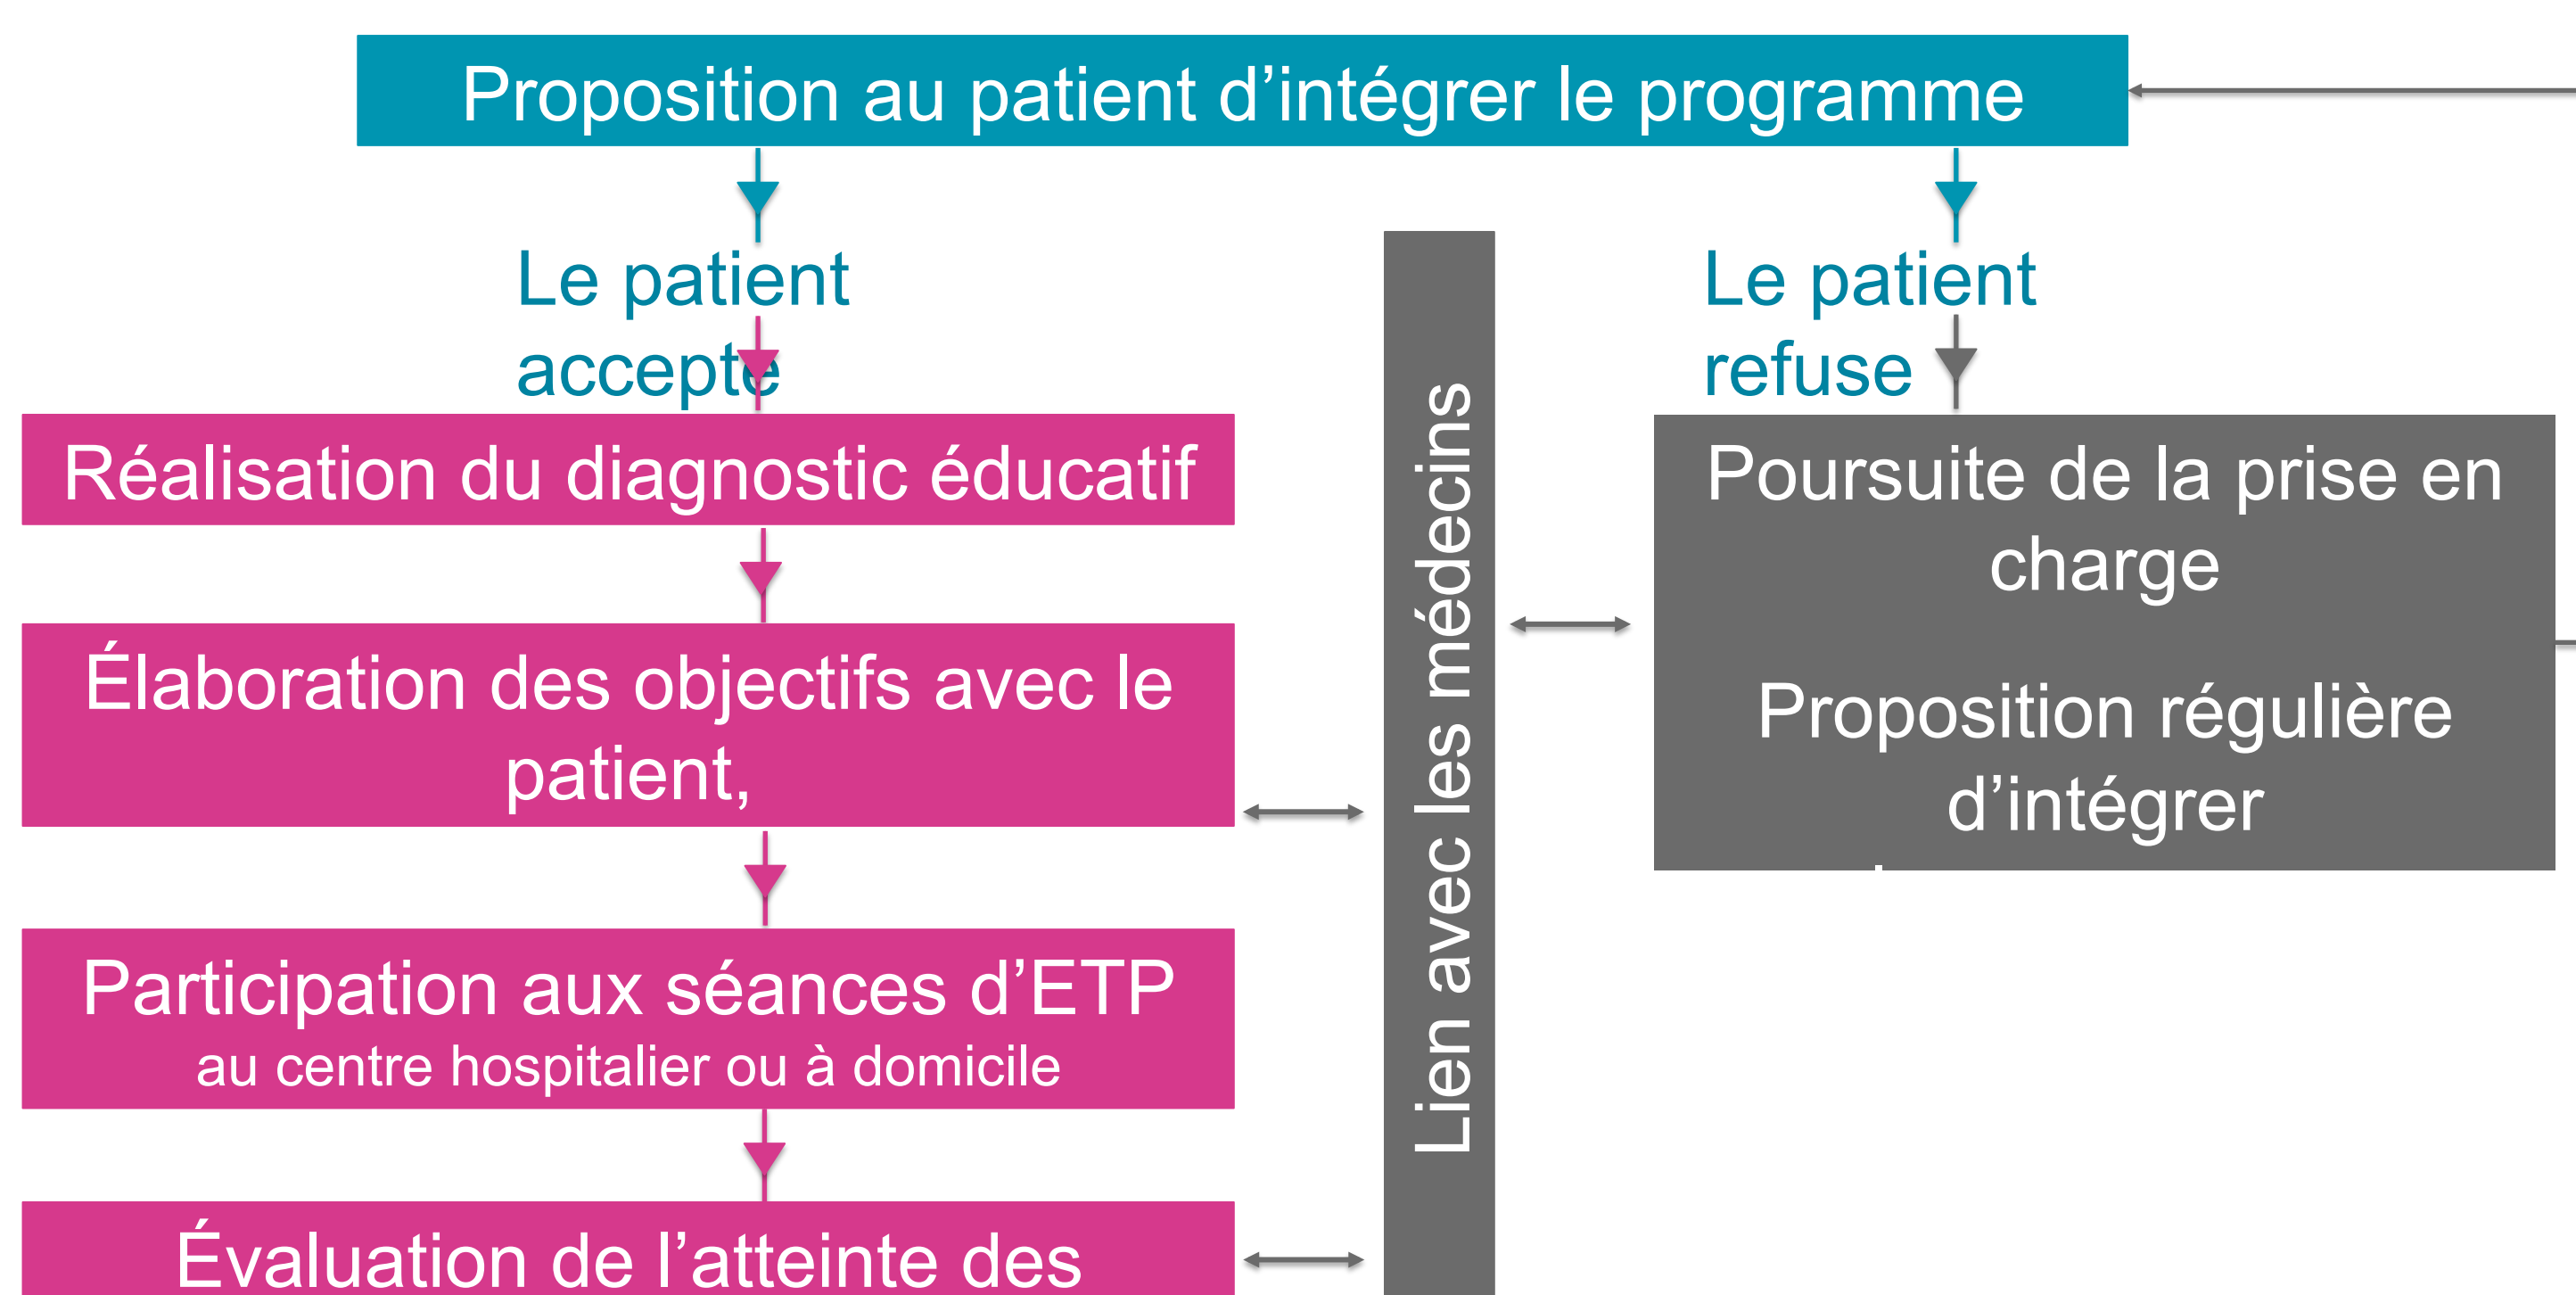 Proposition au patient d’intégrer le programme
Le patient
accepte
Le patient
refuse
Réalisation du diagnostic éducatif
Élaboration des objectifs avec le
patient,
Participation aux séances d’ETP
au centre hospitalier ou à domicile
Évaluation de l’atteinte des
Lien avec les médecins
Poursuite de la prise en
charge
Proposition régulière
d’intégrer